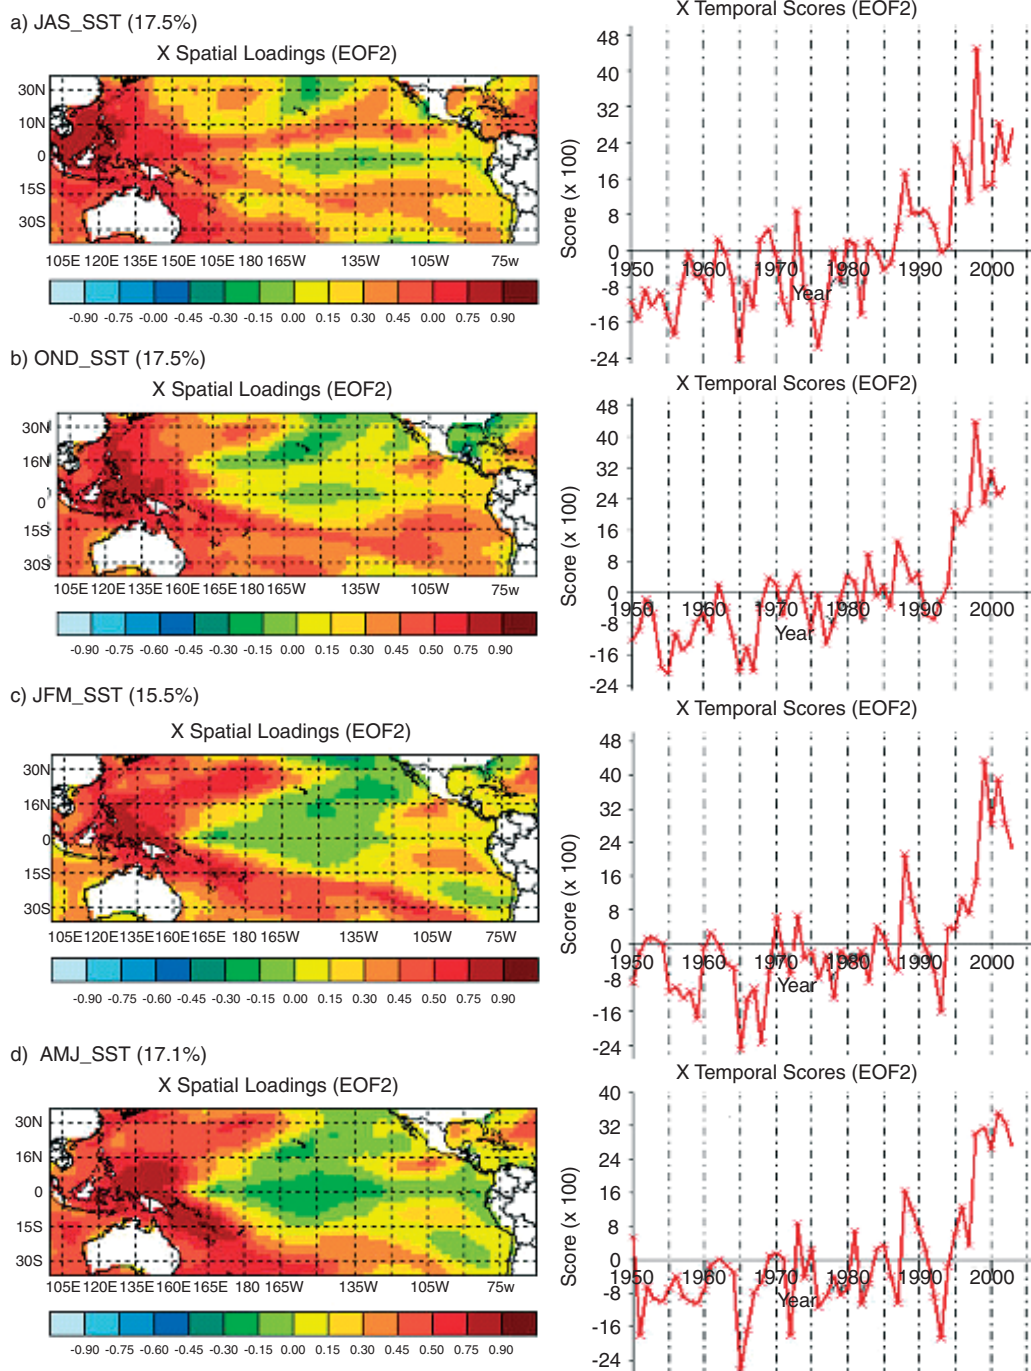 a) JAS_SST (17.5%)
X Spatial Loadings (EOF2)
30N
10N
0
15S
30S
105E 120E 135E 150E 105E 180 165W 135W 105W 75w
-0.90 -0.75 -0.00 -0.45 -0.30 -0.15 0.00 0.15 0.30 0.45 0.60 0.75 0.90
X Temporal Scores (EOF2)
Score (x 100)
48
40
32
24
16
8
0
-8
-16
-24
1950 1960 1970 1980 1990 2000
Year
b) OND_SST (17.5%)
X Spatial Loadings (EOF2)
30N
16N
0
15S
30S
105E 120E 135E 150E 165E 180 165W 135W 105W 75w
-0.90 -0.75 -0.60 -0.45 -0.30 -0.15 0.00 0.15 0.30 0.45 0.60 0.75 0.90
X Temporal Scores (EOF2)
Score (x 100)
48
40
32
24
16
8
0
-8
-16
-24
1950 1960 1970 1980 1990 2000
Year
c) JFM_SST (15.5%)
X Spatial Loadings (EOF2)
30N
16N
0
15S
30S
105E 120E 135E 160E 165E 180 165W 135W 105W 75W
-0.90 -0.75 -0.60 -0.45 -0.30 -0.15 0.00 0.15 0.30 0.45 0.60 0.75 0.90
X Temporal Scores (EOF2)
Score (x 100)
48
40
32
24
16
8
0
-8
-16
-24
1950 1960 1970 1980 1990 2000
Year
d) AMJ_SST (17.1%)
X Spatial Loadings (EOF2)
30N
16N
0
15S
30S
105E 120E 135E 150E 165E 180 165W 135W 105W 75w
-0.90 -0.75 -0.60 -0.45 -0.30 -0.15 0.00 0.15 0.30 0.45 0.60 0.75 0.90
X Temporal Scores (EOF2)
Score (x 100)
40
32
24
16
8
0
-8
-16
-24
1950 1960 1970 1980 1990 2000
Year